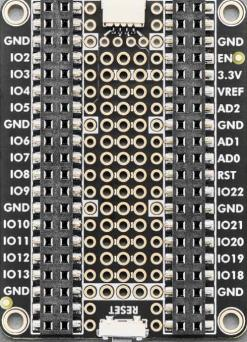 GND GND
IO2 EN
IO3 3.3V
IO4 VREF
IO5 AD2
GND GND
IO6 AD1
IO7 AD0
IO8 RST
IO9 IO22
GND GND
IO10 IO21
IO11 IO20
IO12 IO19
IO13 IO18
GND GND
RESET